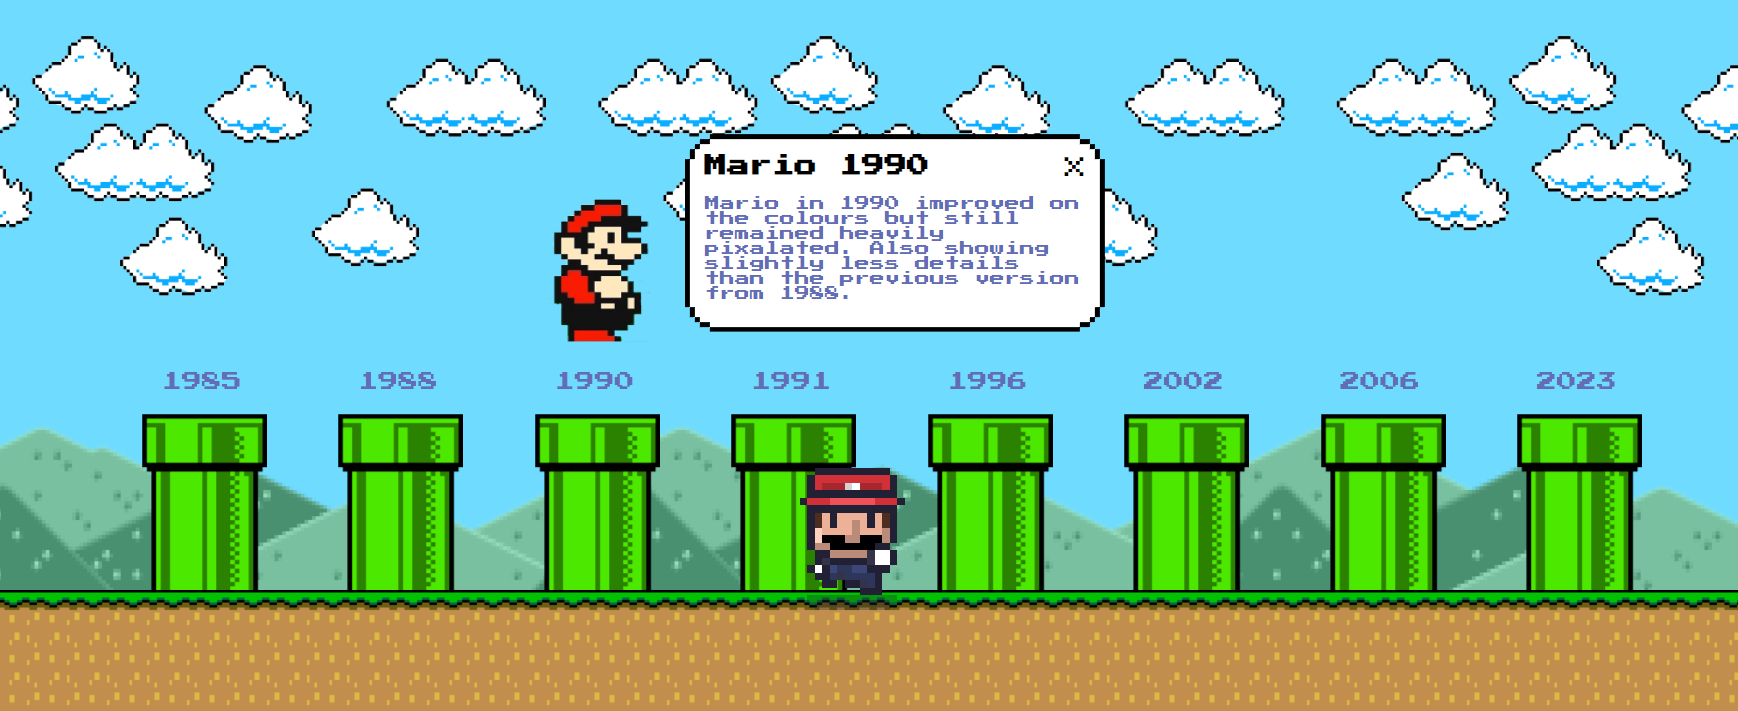 Mario 1990 X
Mario in 1990 improved on
the colours but still
remained heavily
pixalated. Also showing
slightly less details
than the previous version
from 1988.
1985 1988 1990 1991 1996 2002 2006 2023